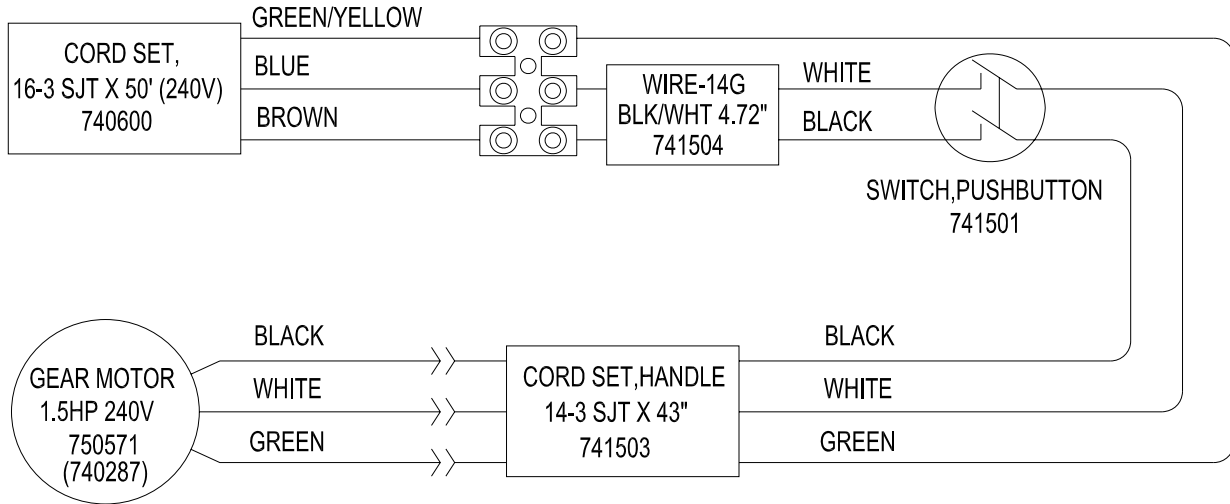 GREEN/YELLOW
CORD SET,
16-3 SJT X 50' (240V)
740600
BLUE
BROWN
WIRE-14G
BLK/WHT 4.72"
741504
WHITE
BLACK
SWITCH,PUSHBUTTON
741501
GEAR MOTOR
1.5HP 240V
750571
(740287)
BLACK
WHITE
GREEN
CORD SET,HANDLE
14-3 SJT X 43"
741503
BLACK
WHITE
GREEN